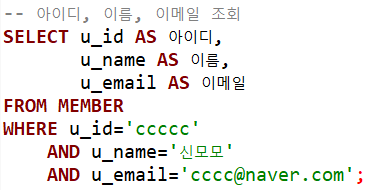 -- 아이디, 이름, 이메일 조회
SELECT u_id AS 아이디,
       u_name AS 이름,
       u_email AS 이메일
FROM MEMBER
WHERE u_id='ccccc'
    AND u_name='신모모'
    AND u_email='cccc@naver.com';